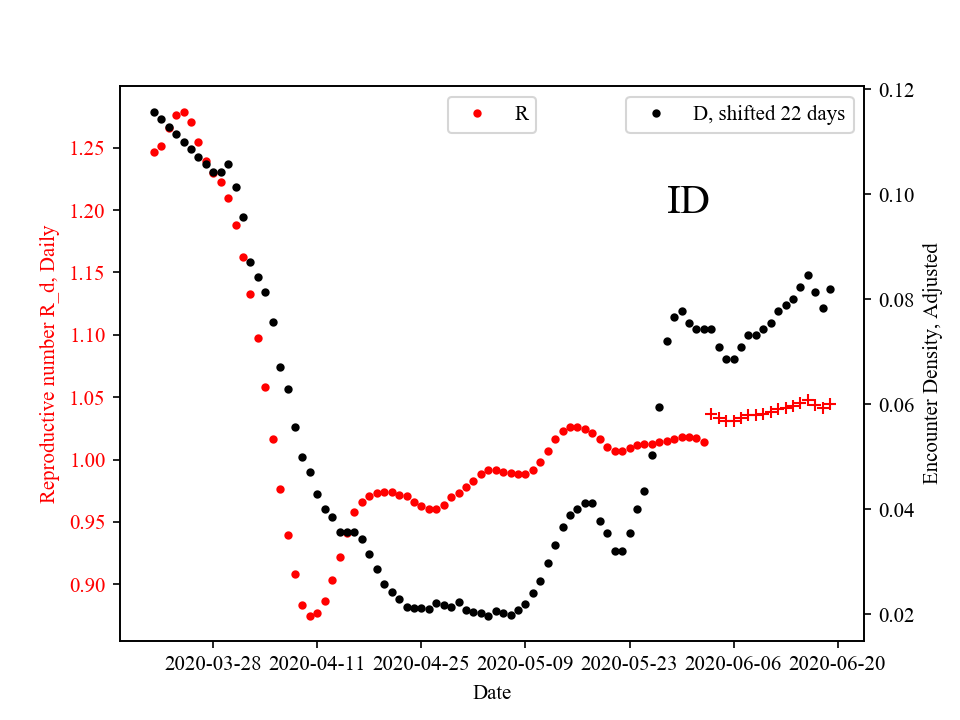 R
D, shifted 22 days
ID
Reproductive number R_d, Daily
1.25
1.20
1.15
1.10
1.05
1.00
0.95
0.90
0.12
0.10
0.08
0.06
0.04
0.02
Encounter Density, Adjusted
2020-03-28 2020-04-11 2020-04-25 2020-05-09 2020-05-23 2020-06-06 2020-06-20
Date